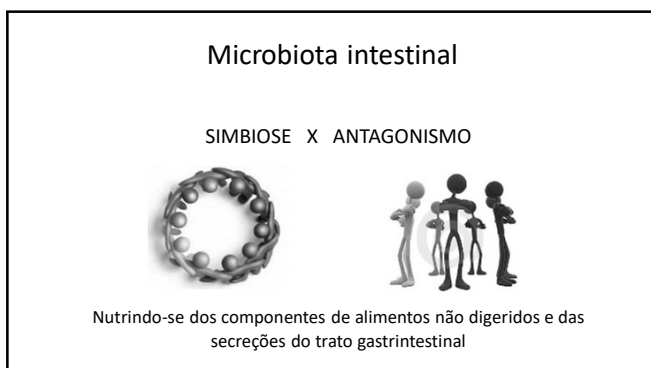 Microbiota intestinal
SIMBIOSE X ANTAGONISMO
Nutrindo-se dos componentes de alimentos não digeridos e das
secreções do trato gastrintestinal